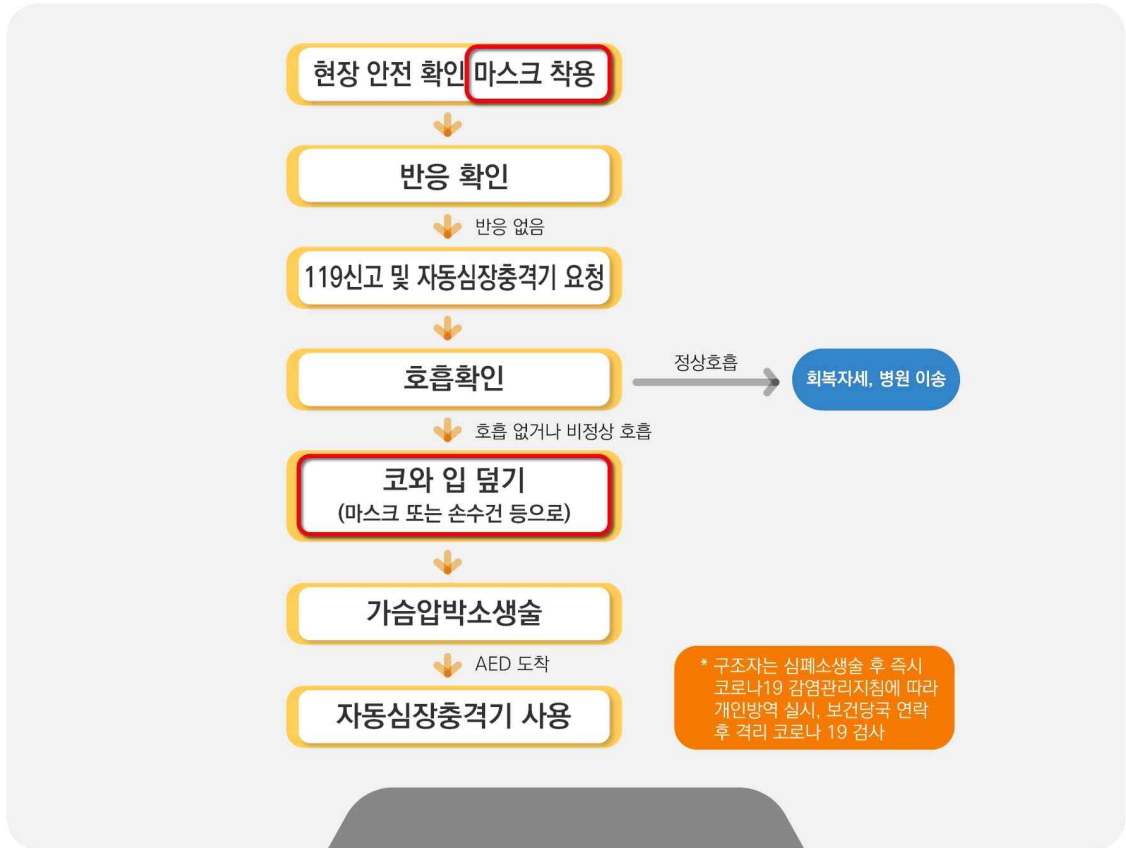 현장 안전 확인 마스크 착용
반응 확인
반응 없음
119신고 및 자동심장충격기 요청
호흡확인
정상호흡
회복자세, 병원 이송
호흡 없거나 비정상 호흡
코와 입 덮기
(마스크 또는 손수건 등으로)
가슴압박소생술
AED 도착
자동심장충격기 사용
* 구조자는 심폐소생술 후 즉시
코로나19 감염관리지침에 따라
개인방역 실시, 보건당국 연락
후 격리 코로나 19 검사